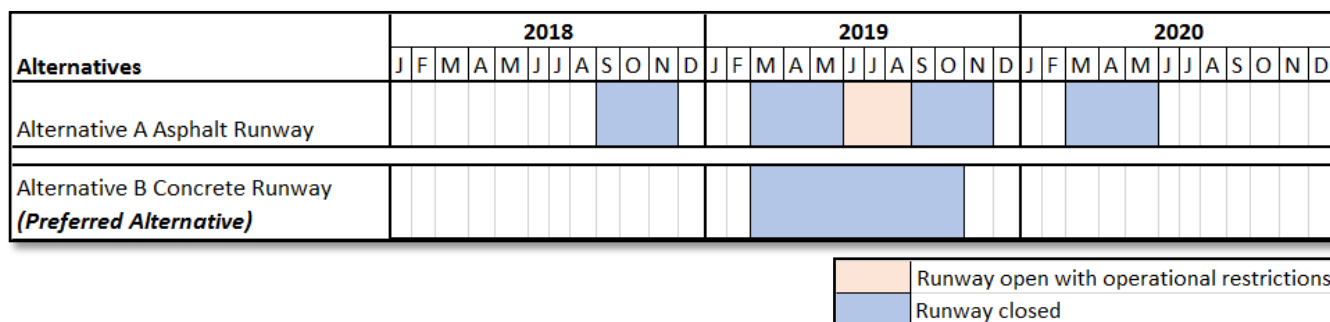 2018 2019 2020
Alternatives J F M A M J J A S O N D J F M A M J J A S O N D J F M A M J J A S O N D
Alternative A Asphalt Runway
Alternative B Concrete Runway
(Preferred Alternative)
Runway open with operational restrictions
Runway closed